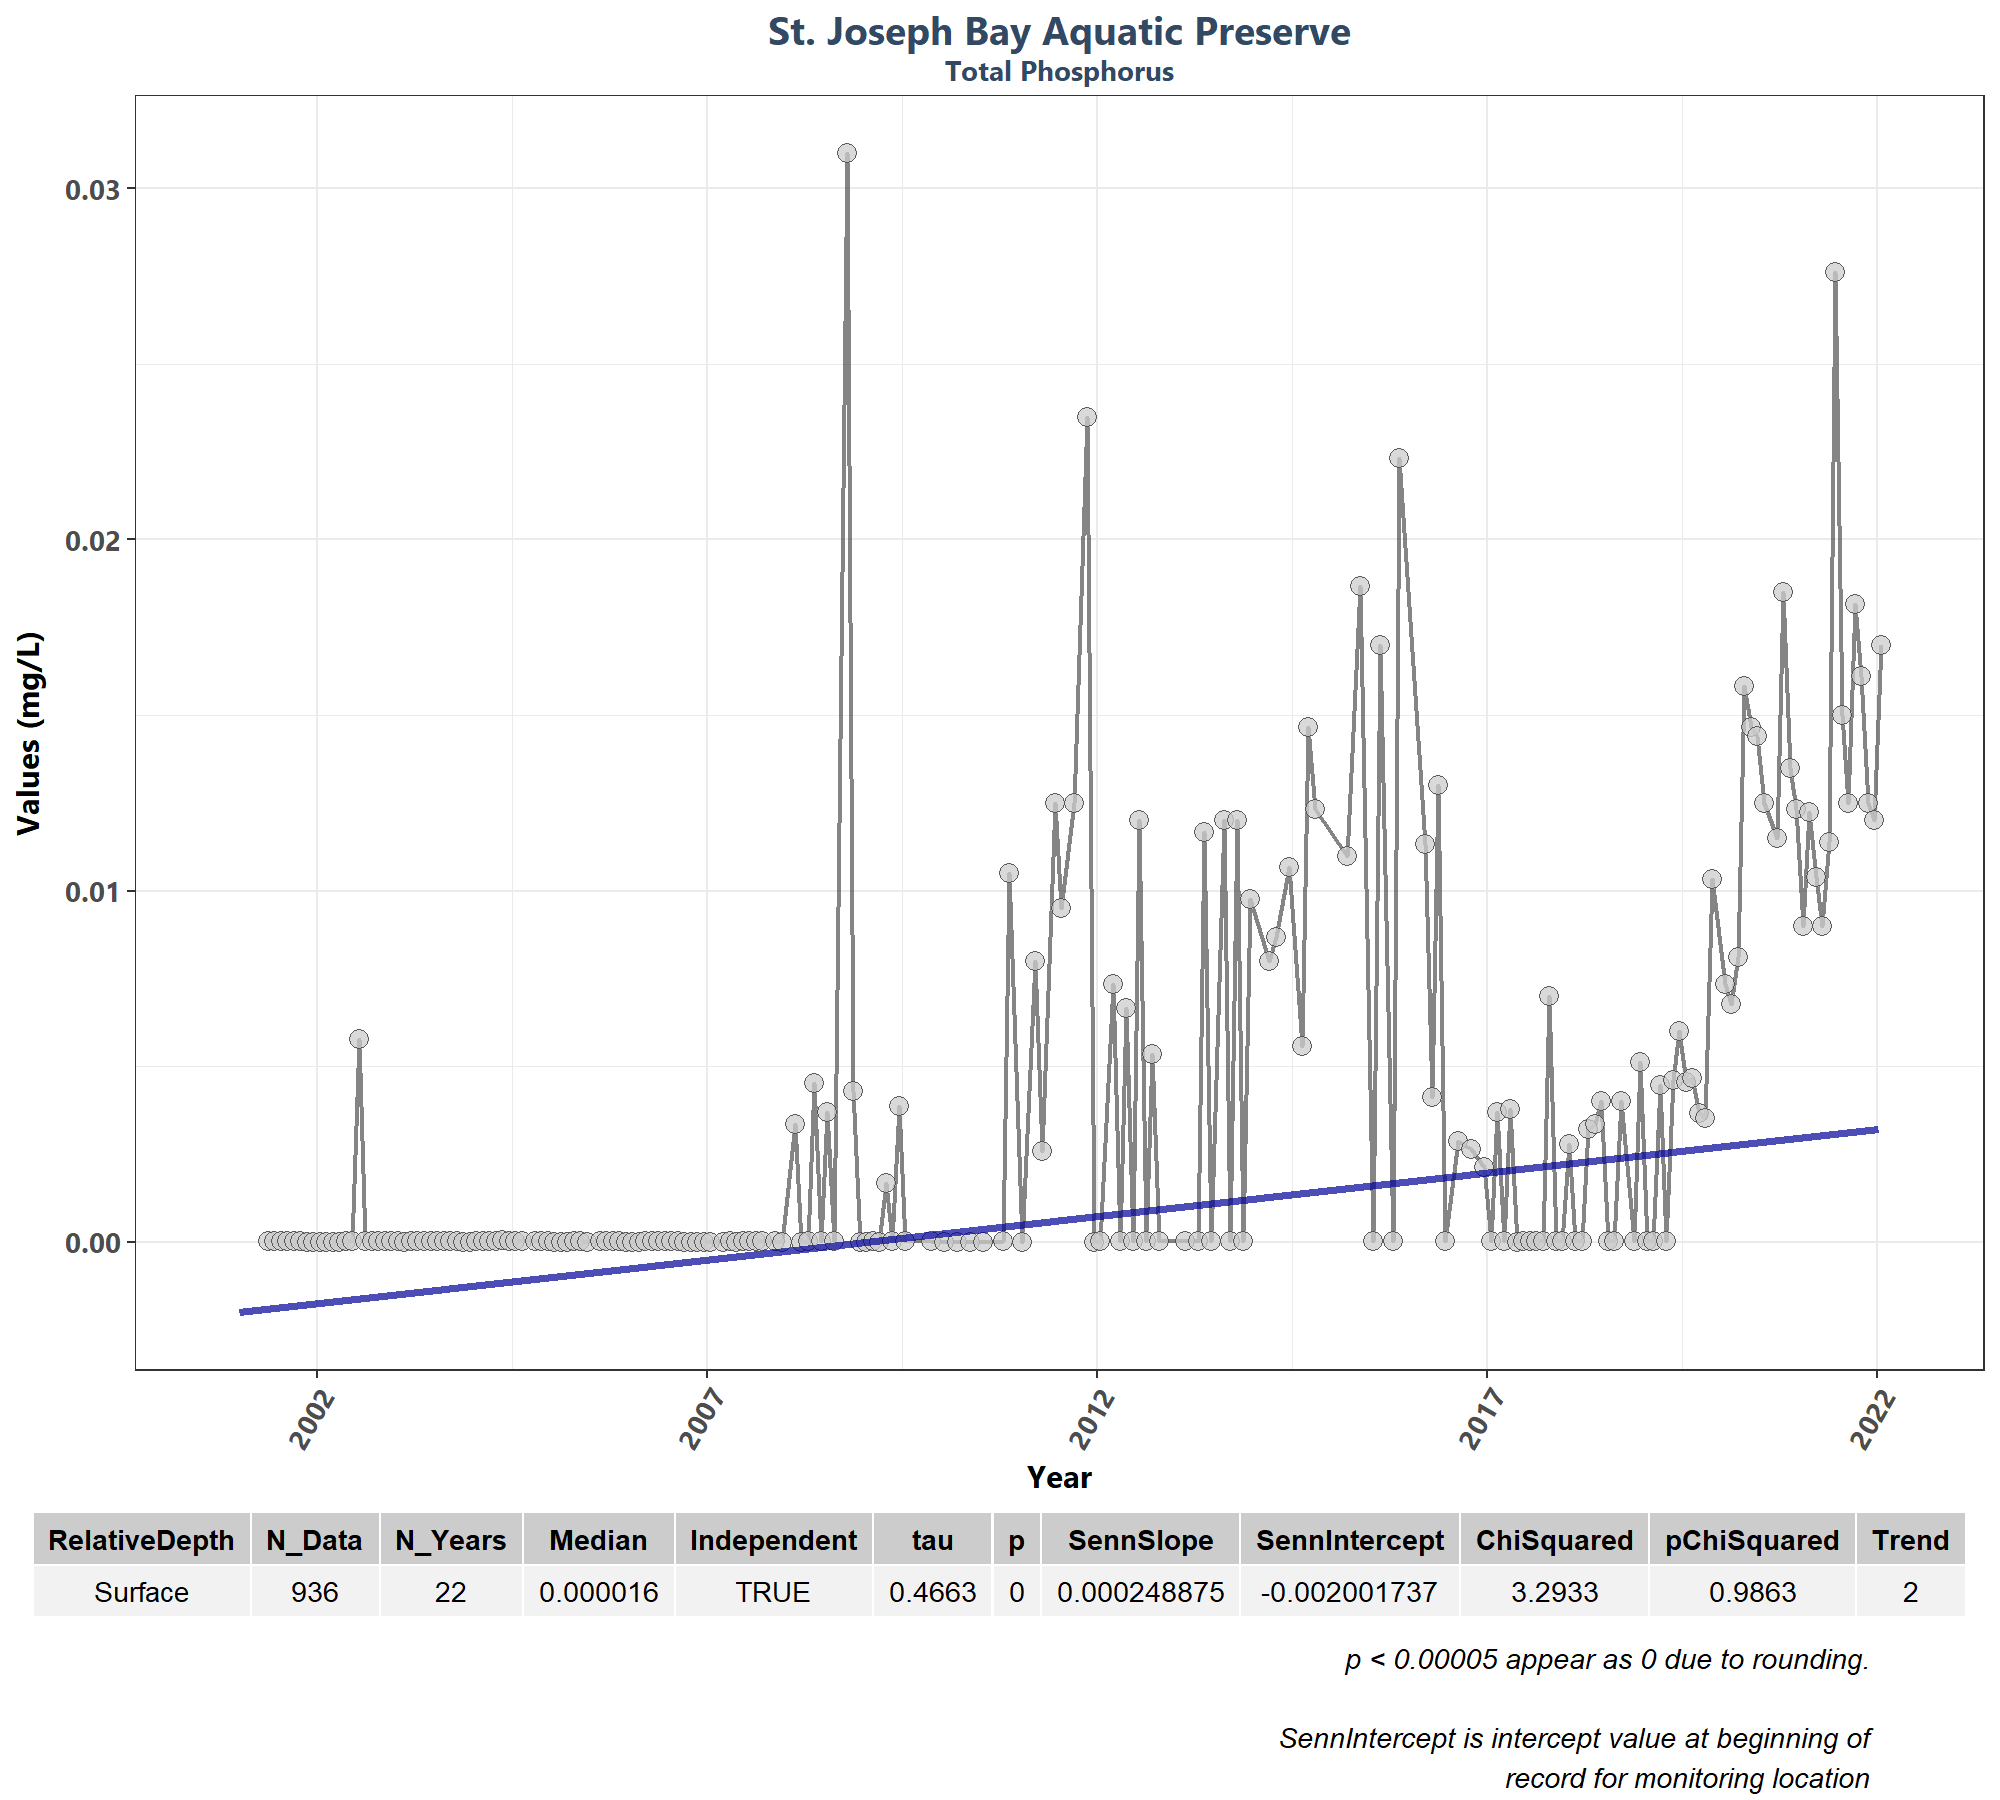 St. Joseph Bay Aquatic Preserve
Total Phosphorus
Values (mg/L)
0.03
0.02
0.01
0.00
2002 2007 2012 2017 2022
Year
RelativeDepth N_Data N_Years Median Independent tau p SennSlope SennIntercept ChiSquared pChiSquared Trend
Surface 936 22 0.000016 TRUE 0.4663 0 0.000248875 -0.002001737 3.2933 0.9863 2
p < 0.00005 appear as 0 due to rounding.
SennIntercept is intercept value at beginning of
record for monitoring location